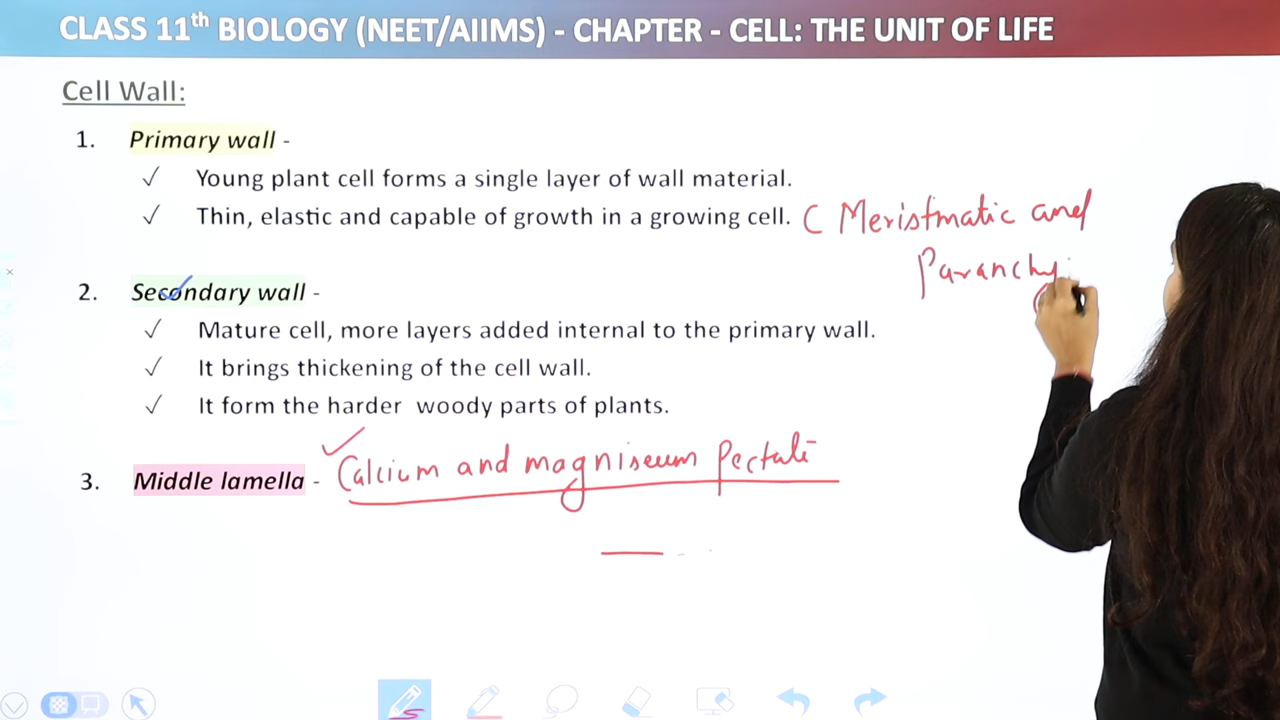 CLASS 11th BIOLOGY (NEET/AIIMS) - CHAPTER - CELL: THE UNIT OF LIFE
Cell Wall:
1. Primary wall -
✓ Young plant cell forms a single layer of wall material.
✓ Thin, elastic and capable of growth in a growing cell. ( Meristmatic and
Paranchy
2. Secondary wall -
✓ Mature cell, more layers added internal to the primary wall.
✓ It brings thickening of the cell wall.
✓ It form the harder woody parts of plants.
3. Middle lamella - Calcium and magniseum Pectate